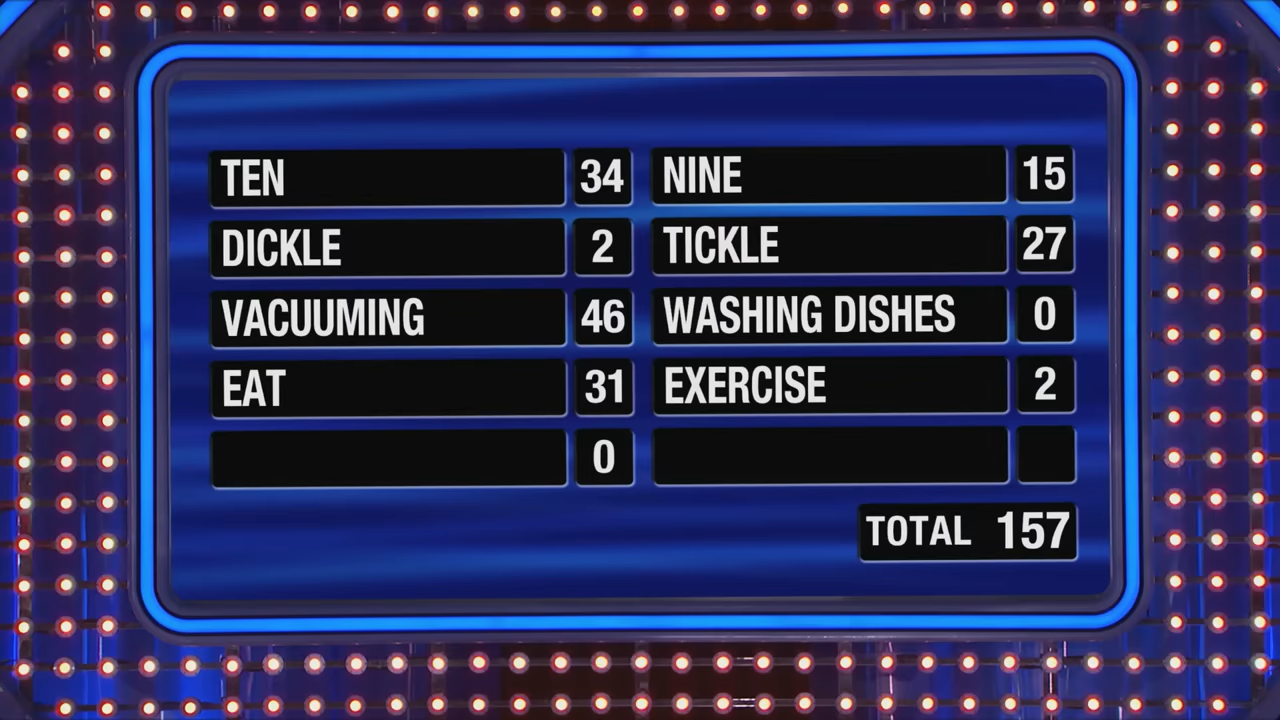 TEN 34 NINE 15
DICKLE 2 TICKLE 27
VACUUMING 46 WASHING DISHES 0
EAT 31 EXERCISE 2
0
TOTAL 157